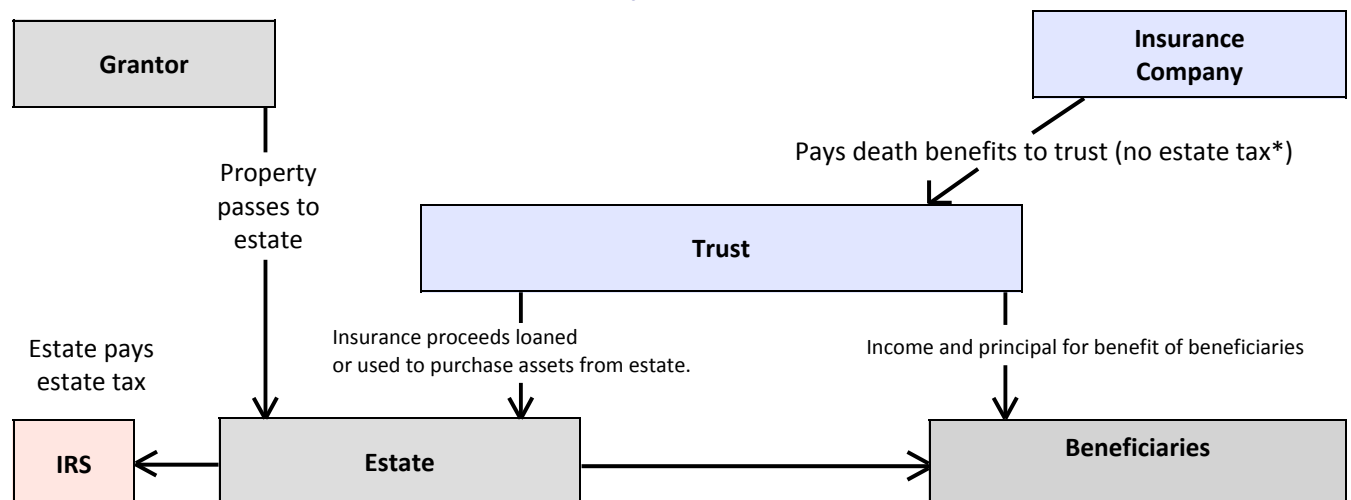 Grantor
Insurance
Company
Pays death benefits to trust (no estate tax*)
Property
passes to
estate
Trust
Insurance proceeds loaned
or used to purchase assets from estate.
Income and principal for benefit of beneficiaries
Estate pays
estate tax
IRS
Estate
Beneficiaries